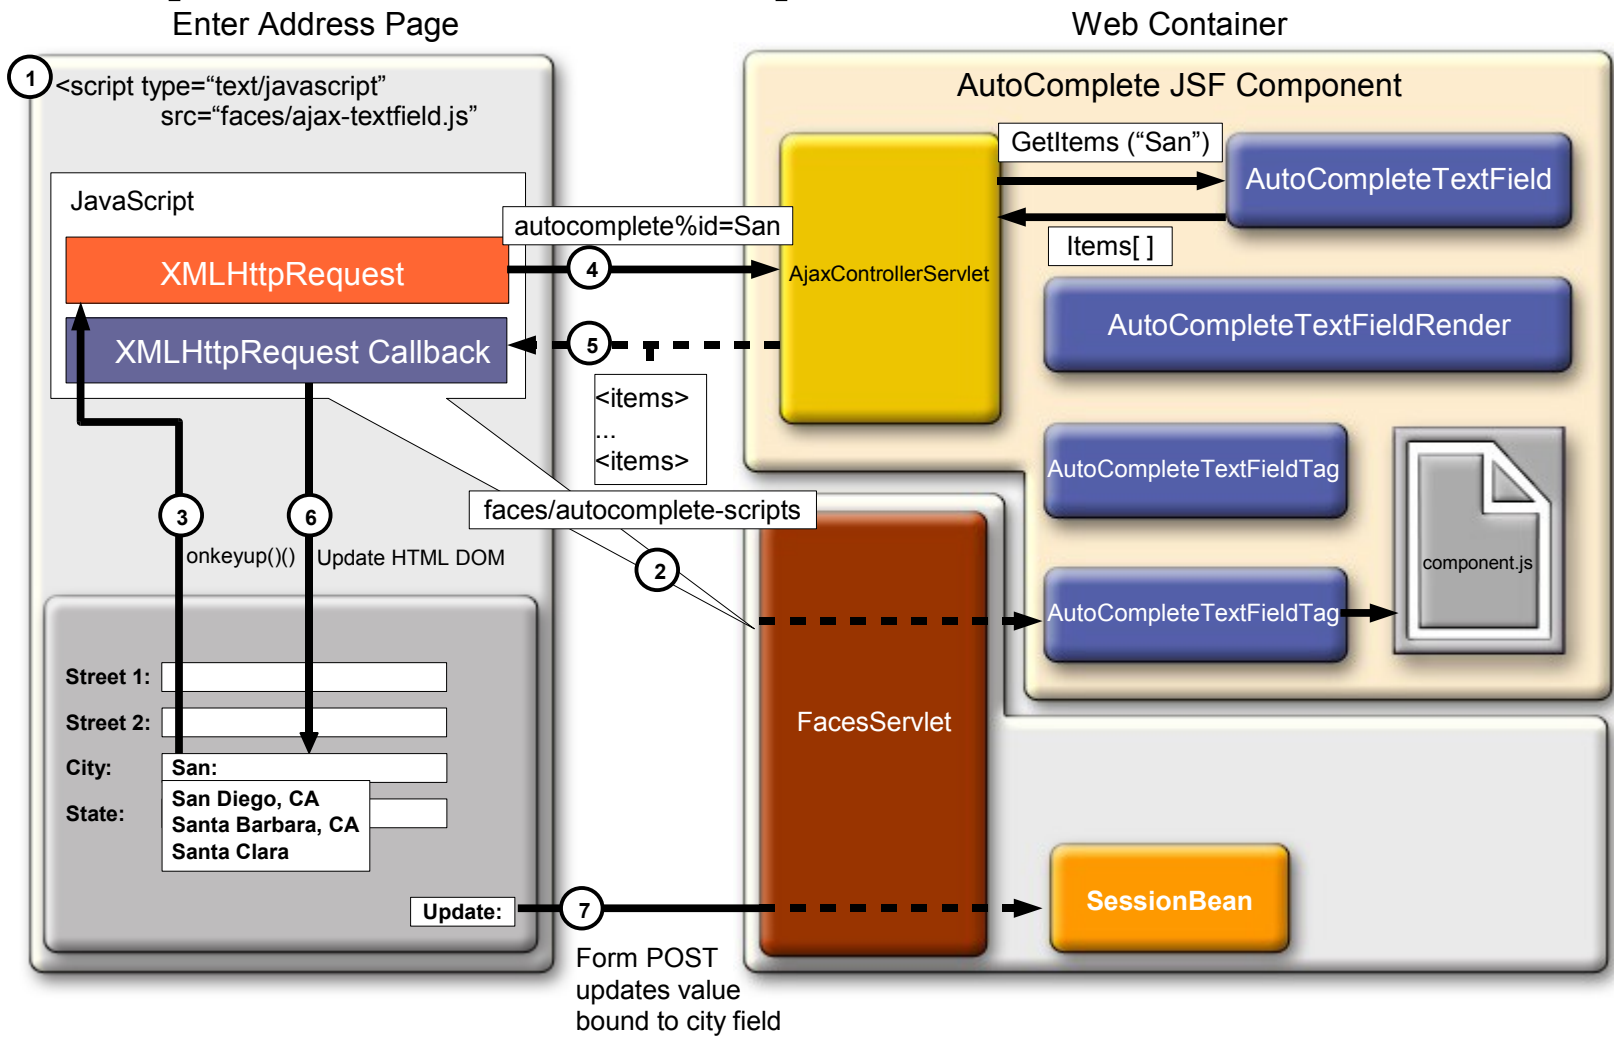 Enter Address Page
Web Container
1
<script type=“text/javascript”
src=“faces/ajax-textfield.js”
JavaScript
XMLHttpRequest
XMLHttpRequest Callback
autocomplete%id=San
4
5
<items>
...
<items>
AutoComplete JSF Component
AjaxControllerServlet
GetItems (“San”)
Items[ ]
AutoCompleteTextField
AutoCompleteTextFieldRender
AutoCompleteTextFieldTag
AutoCompleteTextFieldTag
component.js
faces/autocomplete-scripts
2
3
onkeyup()()
6
Update HTML DOM
FacesServlet
Street 1:
Street 2:
City:
San:
State:
San Diego, CA
Santa Barbara, CA
Santa Clara
Update:
7
Form POST
updates value
bound to city field
SessionBean